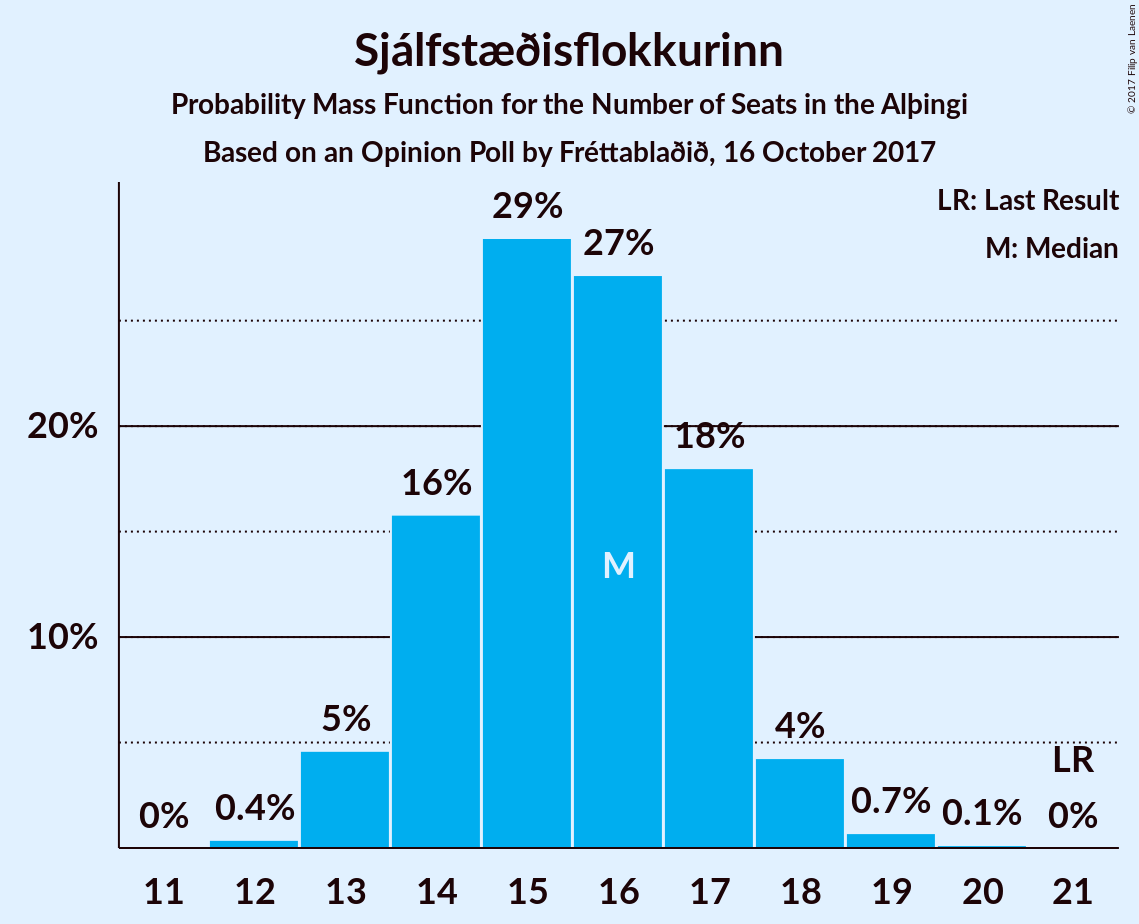 Sjálfstæðisflokkurinn
Probability Mass Function for the Number of Seats in the Alþingi
Based on an Opinion Poll by Fréttablaðið, 16 October 2017
© 2017 Filip van Laenen
LR: Last Result
M: Median
29%
27%
20%
18%
16%
M
10%
5%
4%
LR
0%
0.4%
0.7%
0.1%
0%
11 12 13 14 15 16 17 18 19 20 21